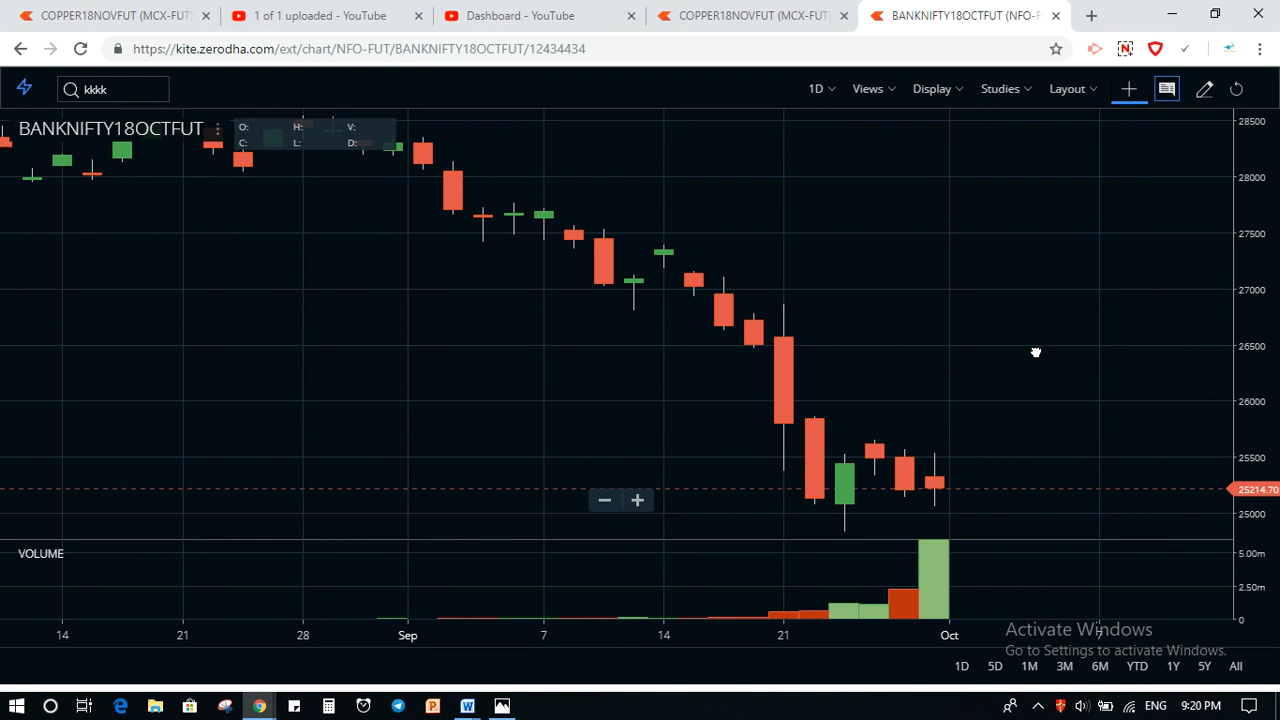 COPPER18NOVFUT (MCX-FUT)
1 of 1 uploaded - YouTube
Dashboard - YouTube
COPPER18NOVFUT (MCX-FUT)
BANKNIFTY18OCTFUT (NFO-F
https://kite.zerodha.com/ext/chart/NFO-FUT/BANKNIFTY18OCTFUT/12434434
kkkk
1D Views Display Studies Layout
BANKNIFTY18OCTFUT
O: H: V:
C: L: D:
28500
28000
27500
27000
26500
26000
25500
25214.70
25000
VOLUME
5.00m
2.50m
0
14 21 28 Sep 7 14 21 Oct 7
Activate Windows
Go to Settings to activate Windows.
1D 5D 1M 3M 6M YTD 1Y 5Y All
ENG 9:20 PM